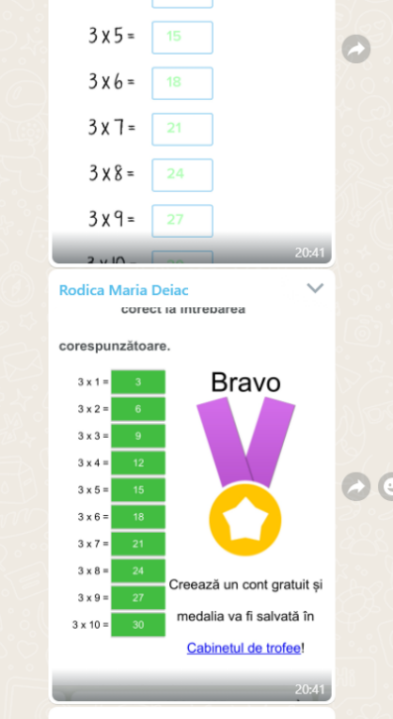 3 x 5 = 15
3 x 6 = 18
3 x 7 = 21
3 x 8 = 24
3 x 9 = 27
3 x 10
20:41
Rodica Maria Deiac
corect la întrebarea
corespunzătoare.
Bravo
3 x 1 = 3
3 x 2 = 6
3 x 3 = 9
3 x 4 = 12
3 x 5 = 15
3 x 6 = 18
3 x 7 = 21
3 x 8 = 24
3 x 9 = 27
3 x 10 = 30
Creează un cont gratuit și
medalia va fi salvată în
Cabinetul de trofee!
20:41